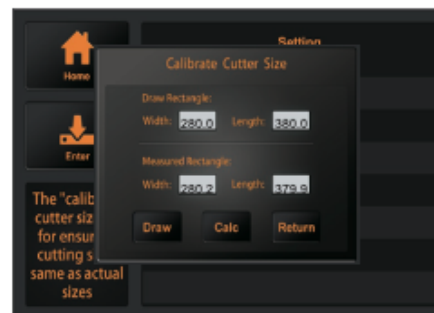 Setting
Home
Calibrate Cutter Size
Draw Rectangle:
Width: 280.0 Length: 380.0
Measured Rectangle:
Width: 280.2 Length: 379.9
Draw Calc Return
Enter
The "calib
cutter siz
for ensur
cutting s
same as actual
sizes